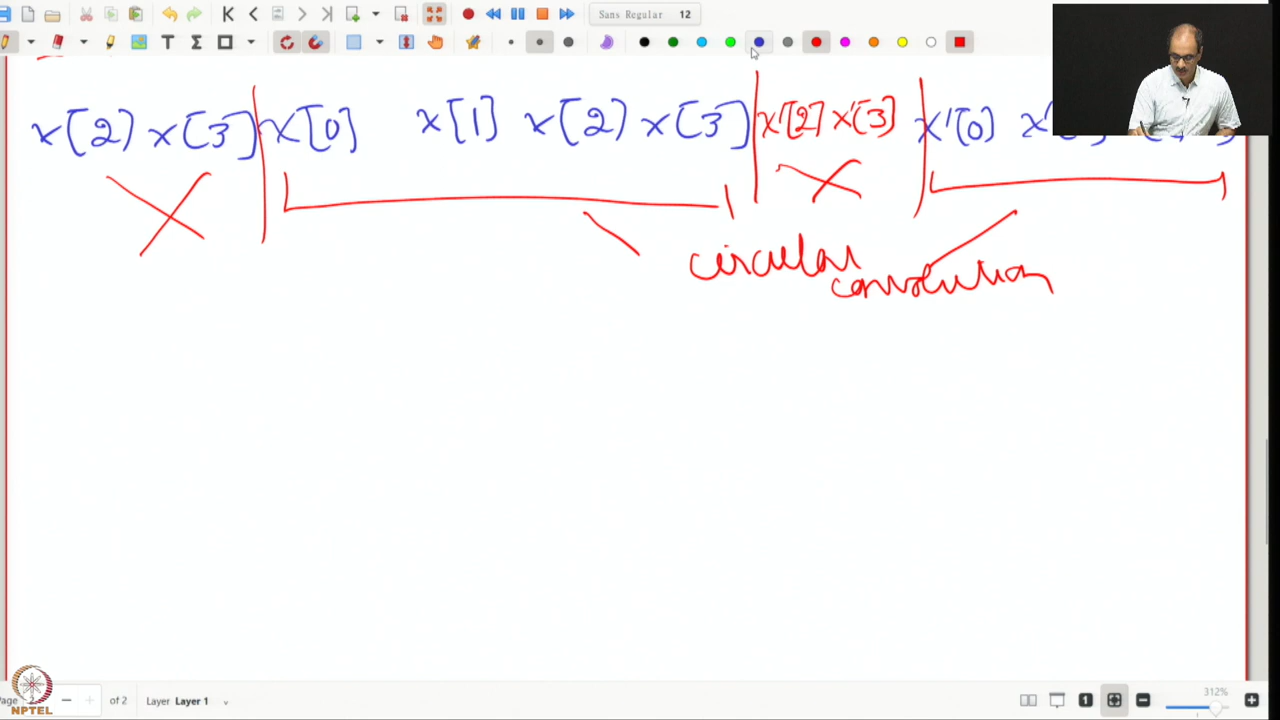 Sans Regular 12
x[2] x[3] x[0] x[1] x[2] x[3] x'[2] x'[3] x'[0]
circular
convolution
NPTEL
Page of 2 Layer Layer 1
312%